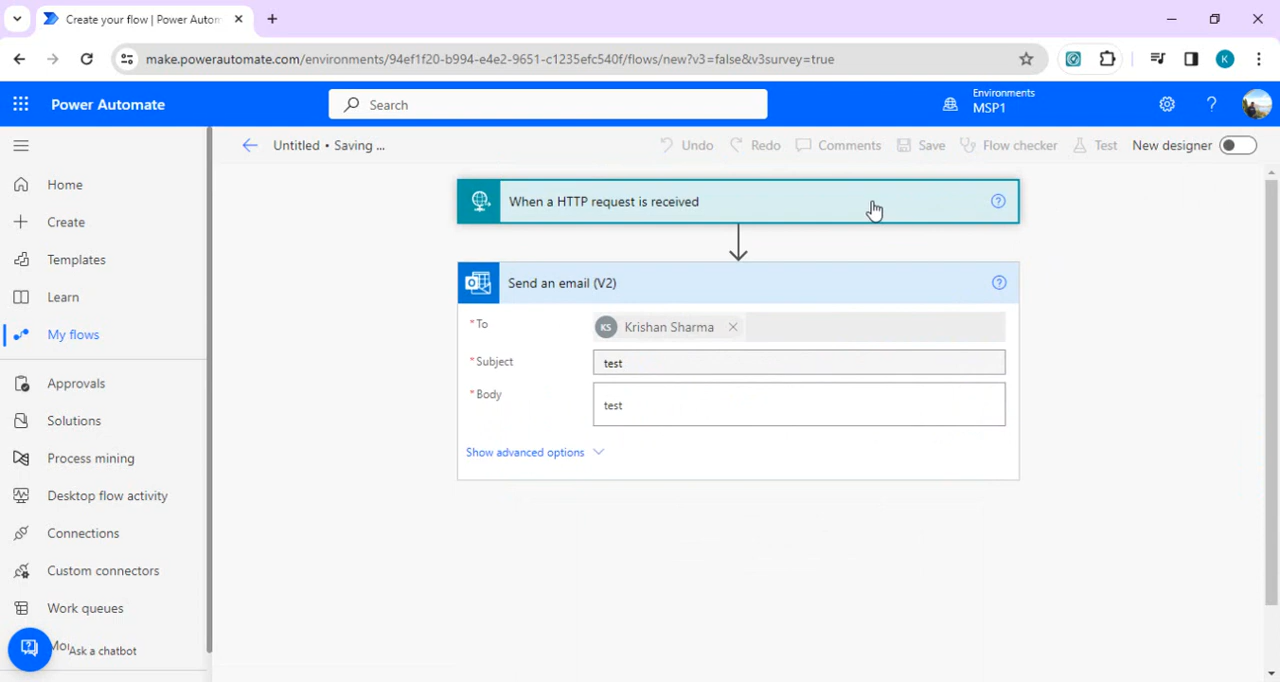 Create your flow | Power Autom
make.powerautomate.com/environments/94ef1f20-b994-e4e2-9651-c1235efc540f/flows/new?v3=false&v3survey=true
K
Power Automate
Search
Environments
MSP1
?
Untitled • Saving ...
Undo
Redo
Comments
Save
Flow checker
Test
New designer
Home
Create
Templates
Learn
My flows
Approvals
Solutions
Process mining
Desktop flow activity
Connections
Custom connectors
Work queues
Ask a chatbot
When a HTTP request is received
?
Send an email (V2)
?
*To
KS Krishan Sharma
*Subject
test
*Body
test
Show advanced options